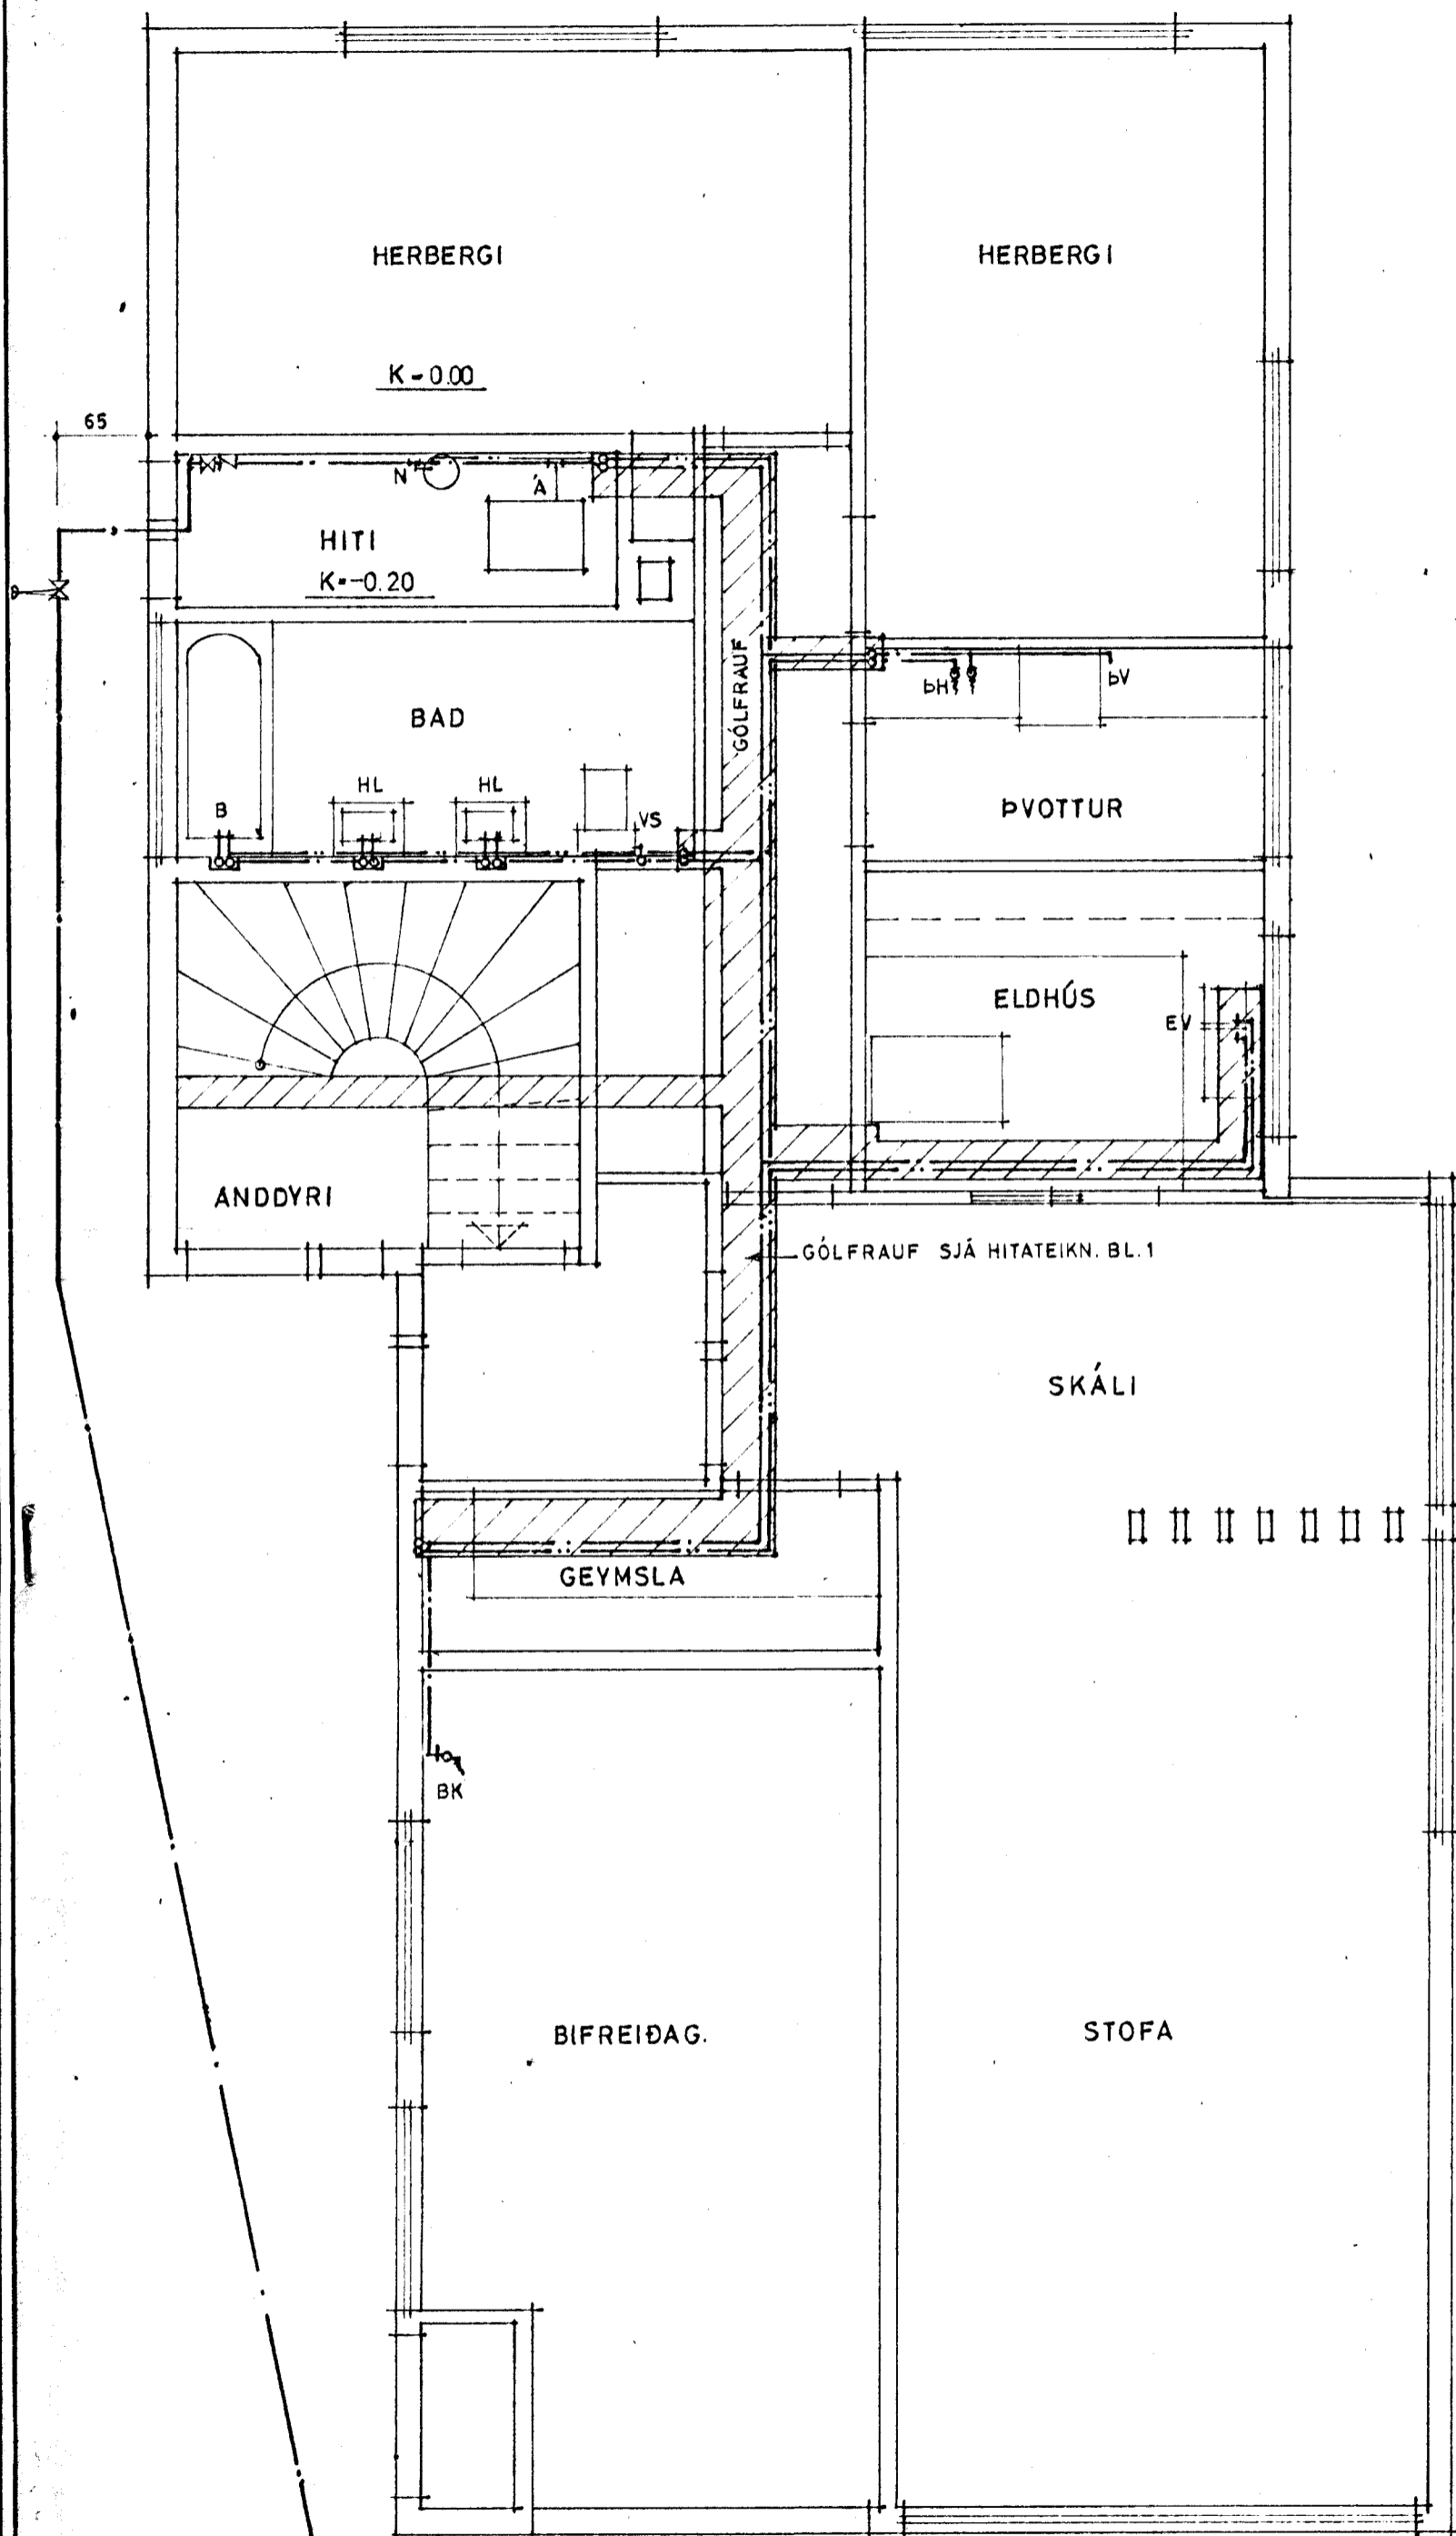 HERBERGI
HERBERGI
K-0.00
65
N
Á
HITI
K=-0.20
GÓLFRAUF
ÞH
ÞV
BAD
HL
HL
B
VS
ÞVOTTUR
ELDHÚS
EV
ANDDYRI
GÓLFRAUF SJÁ HITATEIKN. BL.1
SKÁLI
GEYMSLA
BK
BIFREIÐAG.
STOFA